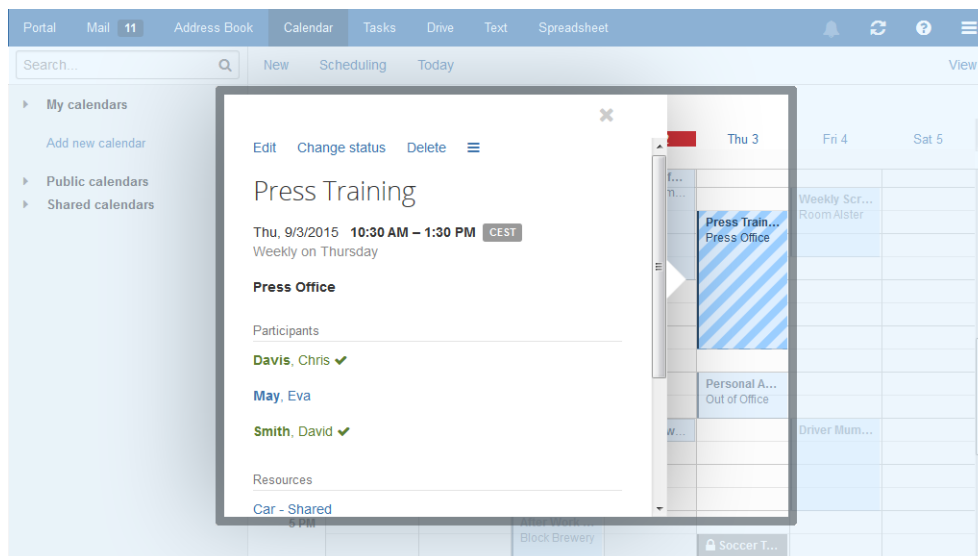 Portal Mail 11 Address Book Calendar Tasks Drive Text Spreadsheet
Search... New Scheduling Today View
My calendars
Add new calendar
Public calendars
Shared calendars
Edit Change status Delete
Press Training
Thu, 9/3/2015 10:30 AM – 1:30 PM CEST
Weekly on Thursday
Press Office
Participants
Davis, Chris
May, Eva
Smith, David
Resources
Car - Shared
Thu 3 Fri 4 Sat 5
Weekly Scr...
Room Alster
Press Train...
Press Office
Personal A...
Out of Office
Driver Mum...
5 PM
After Work ...
Block Brewery
Soccer T...